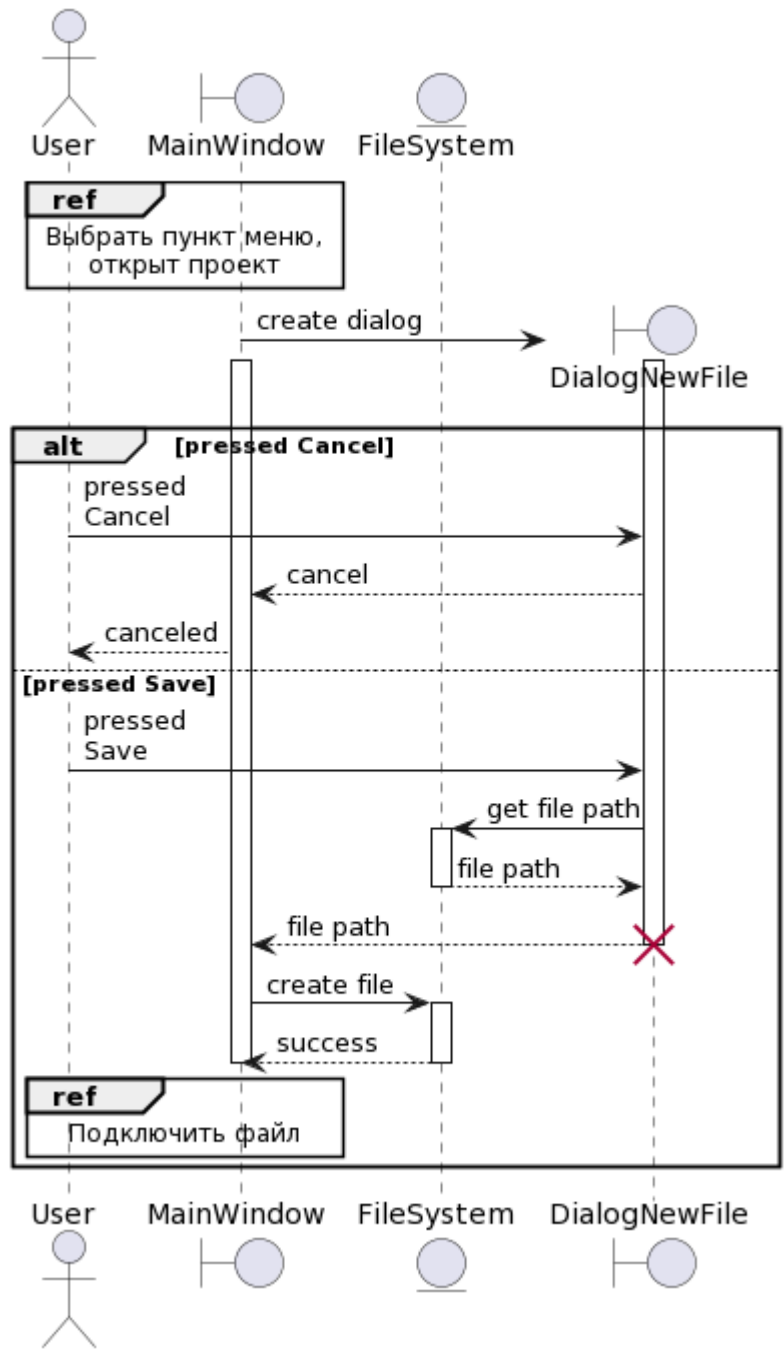 User
MainWindow
FileSystem
ref
Выбрать пункт меню,
открыт проект
create dialog
DialogNewFile
alt
[pressed Cancel]
pressed
Cancel
cancel
canceled
[pressed Save]
pressed
Save
get file path
file path
file path
create file
success
ref
Подключить файл
User
MainWindow
FileSystem
DialogNewFile